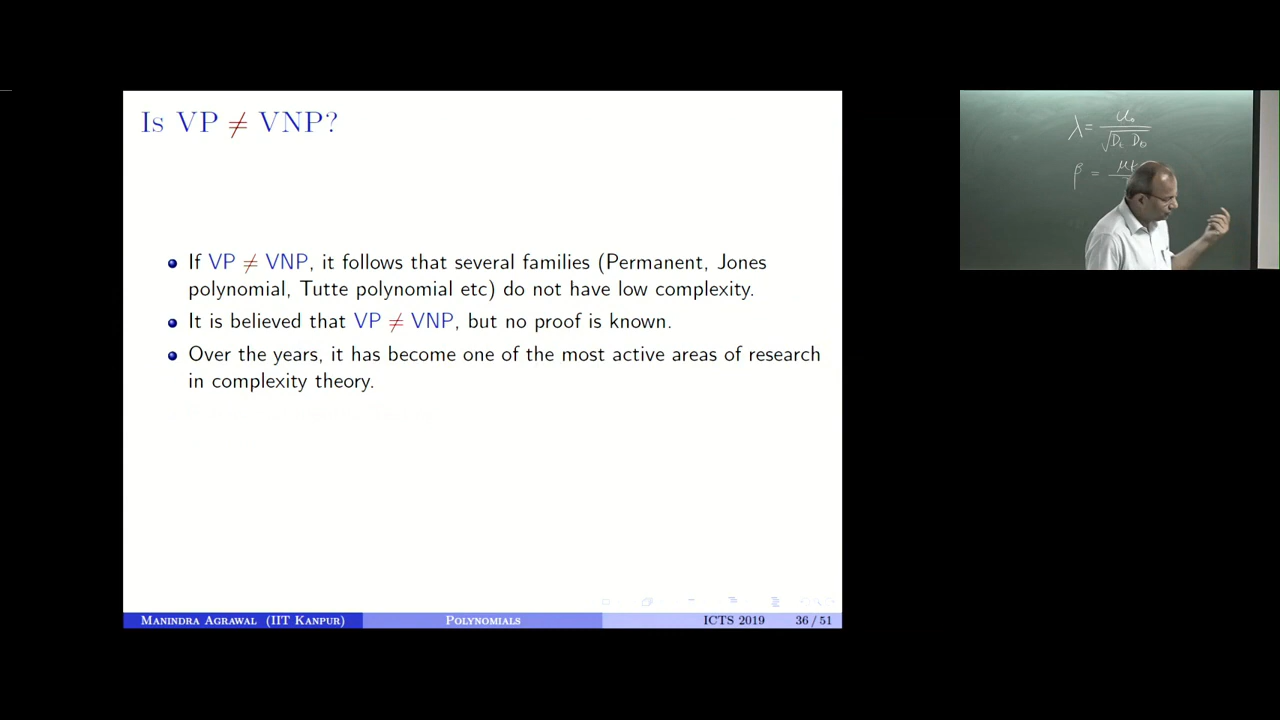 Is VP ≠ VNP?
If VP ≠ VNP, it follows that several families (Permanent, Jones
polynomial, Tutte polynomial etc) do not have low complexity.
It is believed that VP ≠ VNP, but no proof is known.
Over the years, it has become one of the most active areas of research
in complexity theory.
MANINDRA AGRAWAL (IIT KANPUR) POLYNOMIALS ICTS 2019 36 / 51
λ =
β =